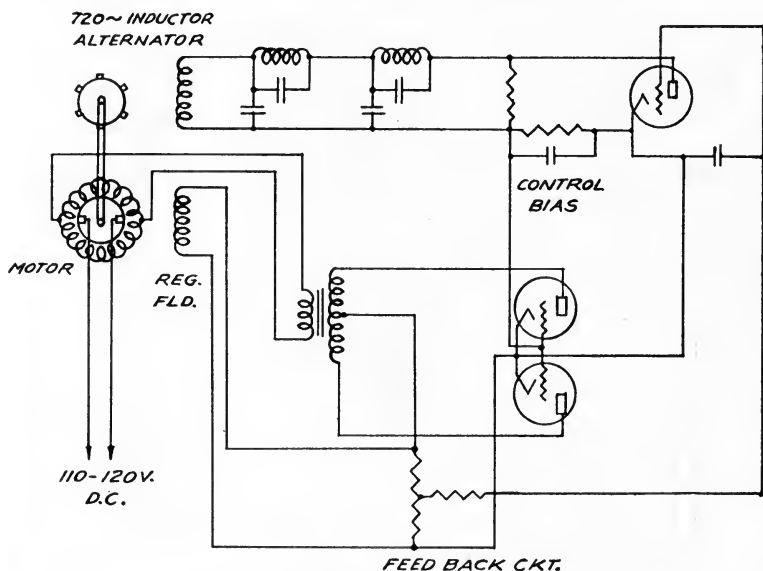 720~ INDUCTOR
ALTERNATOR
CONTROL
BIAS
MOTOR
REG.
FLD.
110-120V.
D.C.
FEED BACK CKT.